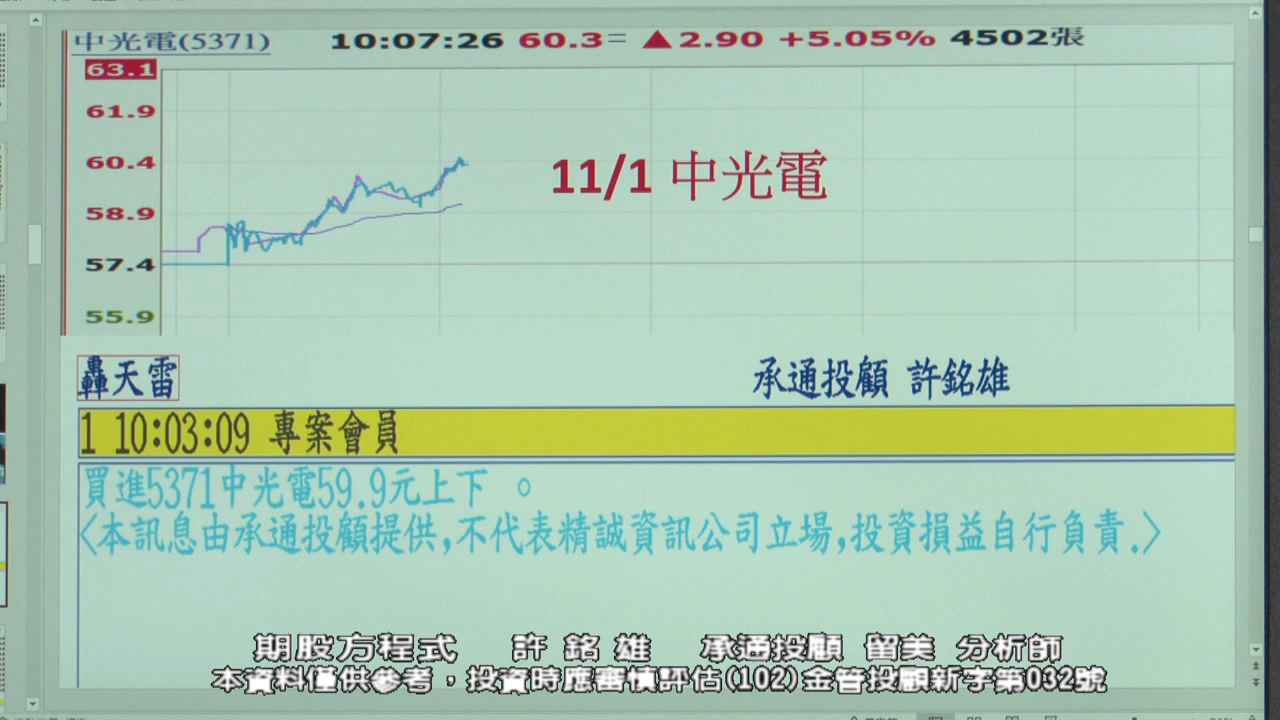 中光電(5371) 10:07:26 60.3= ▲2.90 +5.05% 4502張
63.1
61.9
60.4
58.9
57.4
55.9
11/1 中光電
轟天雷 承通投顧 許銘雄
1 10:03:09 專案會員
買進5371中光電59.9元上下 。
〈本訊息由承通投顧提供,不代表精誠資訊公司立場,投資損益自行負責.〉
期股方程式 許銘雄 承通投顧 留美 分析師
本資料僅供參考，投資時應審慎評估(102)金管投顧新字第032號